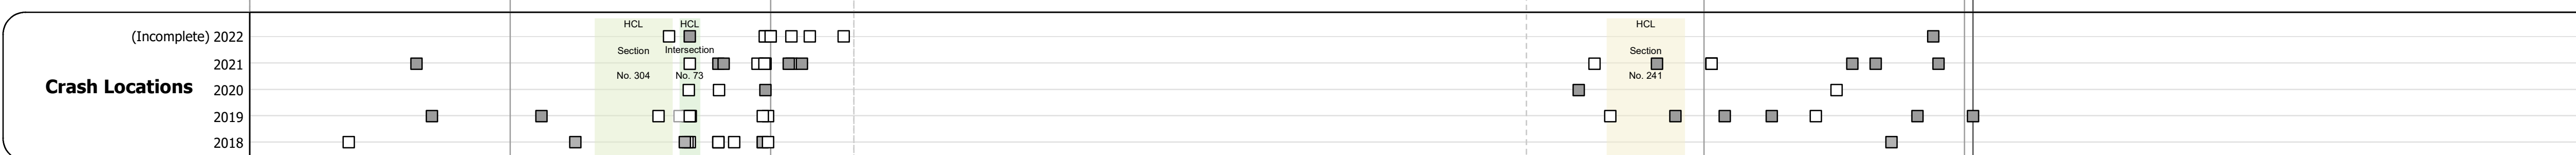 HCL HCL HCL
(Incomplete) 2022
Section Intersection Section
2021
No. 304 No. 73 No. 241
Crash Locations
2020
2019
2018